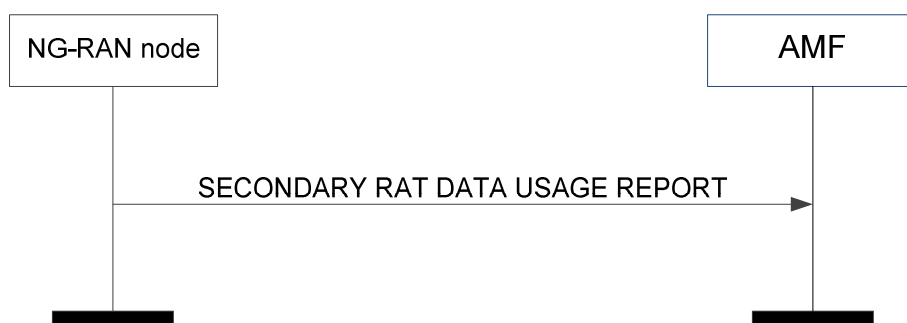 NG-RAN node
AMF
SECONDARY RAT DATA USAGE REPORT